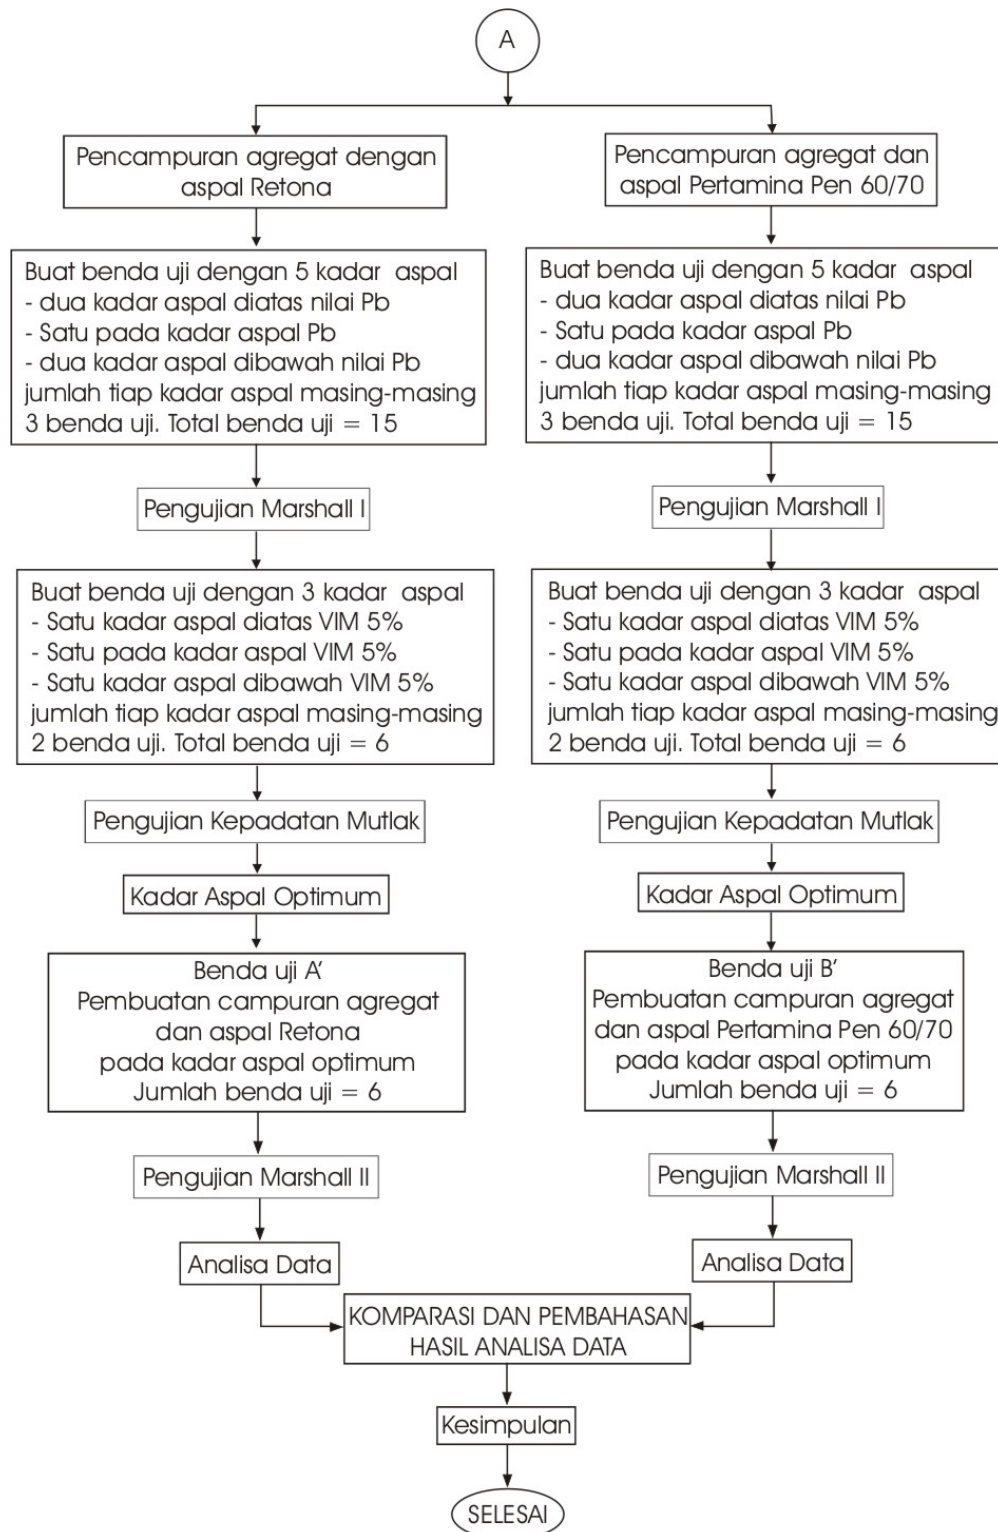 A
Pencampuran agregat dengan
aspal Retona
Buat benda uji dengan 5 kadar aspal
- dua kadar aspal diatas nilai Pb
- Satu pada kadar aspal Pb
- dua kadar aspal dibawah nilai Pb
jumlah tiap kadar aspal masing-masing
3 benda uji. Total benda uji = 15
Pengujian Marshall I
Buat benda uji dengan 3 kadar aspal
- Satu kadar aspal diatas VIM 5%
- Satu pada kadar aspal VIM 5%
- Satu kadar aspal dibawah VIM 5%
jumlah tiap kadar aspal masing-masing
2 benda uji. Total benda uji = 6
Pengujian Kepadatan Mutlak
Kadar Aspal Optimum
Benda uji A'
Pembuatan campuran agregat
dan aspal Retona
pada kadar aspal optimum
Jumlah benda uji = 6
Pengujian Marshall II
Analisa Data
Pencampuran agregat dan
aspal Pertamina Pen 60/70
Buat benda uji dengan 5 kadar aspal
- dua kadar aspal diatas nilai Pb
- Satu pada kadar aspal Pb
- dua kadar aspal dibawah nilai Pb
jumlah tiap kadar aspal masing-masing
3 benda uji. Total benda uji = 15
Pengujian Marshall I
Buat benda uji dengan 3 kadar aspal
- Satu kadar aspal diatas VIM 5%
- Satu pada kadar aspal VIM 5%
- Satu kadar aspal dibawah VIM 5%
jumlah tiap kadar aspal masing-masing
2 benda uji. Total benda uji = 6
Pengujian Kepadatan Mutlak
Kadar Aspal Optimum
Benda uji B'
Pembuatan campuran agregat
dan aspal Pertamina Pen 60/70
pada kadar aspal optimum
Jumlah benda uji = 6
Pengujian Marshall II
Analisa Data
KOMPARASI DAN PEMBAHASAN
HASIL ANALISA DATA
Kesimpulan
SELESAI